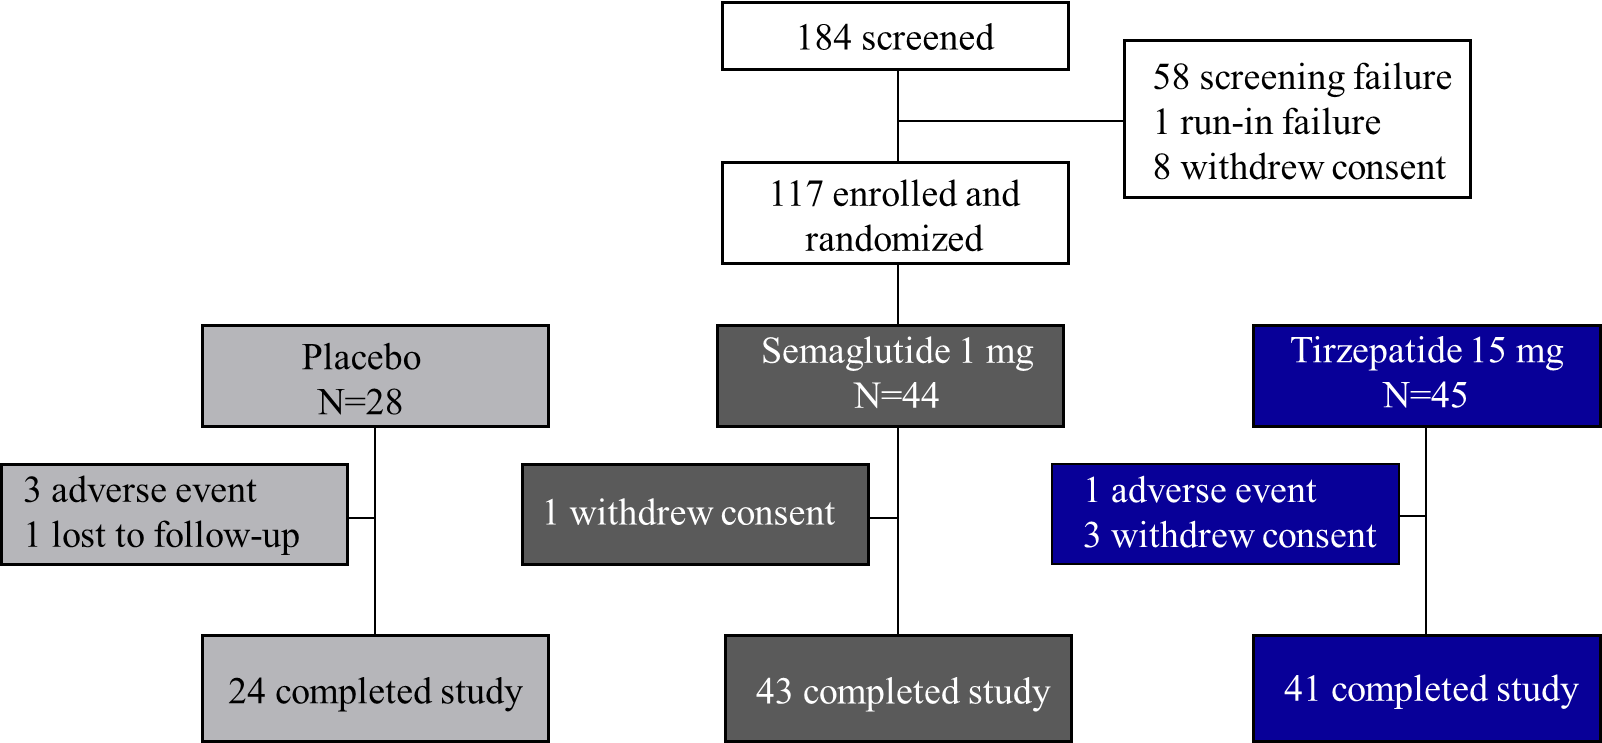 184 screened
58 screening failure
1 run-in failure
8 withdrew consent
117 enrolled and
randomized
Placebo
N=28
Semaglutide 1 mg
N=44
Tirzepatide 15 mg
N=45
3 adverse event
1 lost to follow-up
1 withdrew consent
1 adverse event
3 withdrew consent
24 completed study
43 completed study
41 completed study